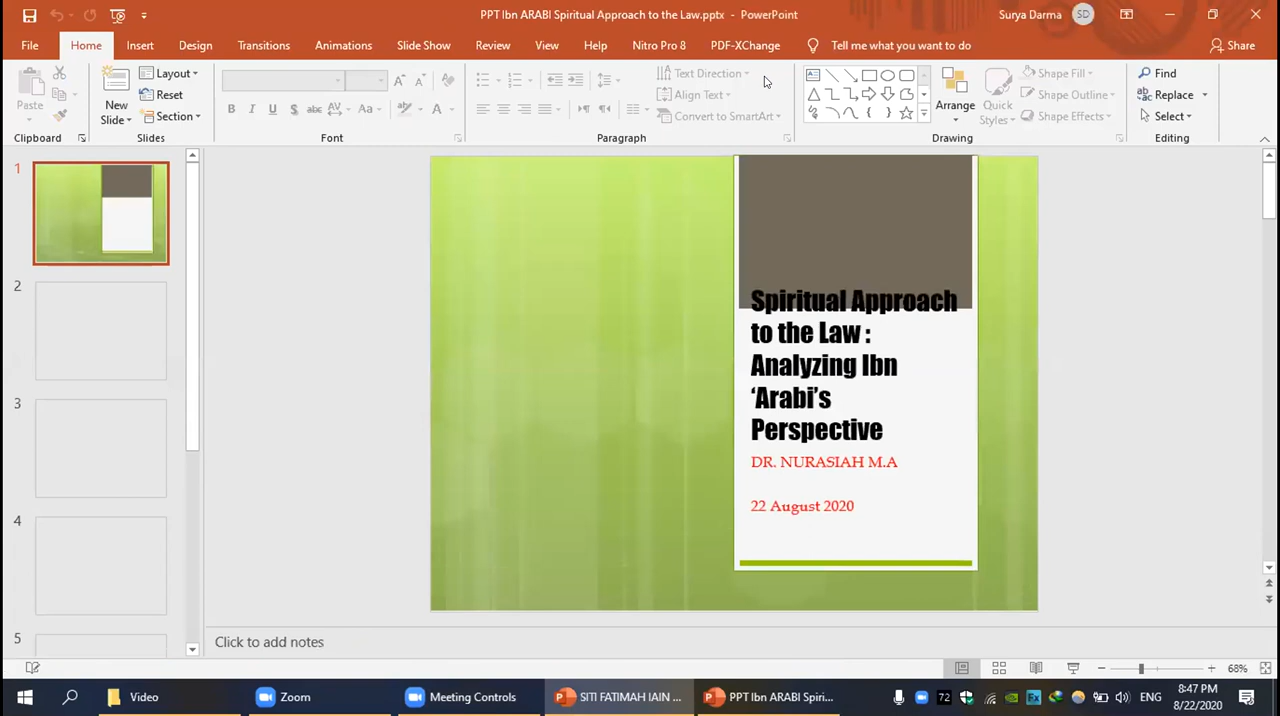 PPT Ibn ARABI Spiritual Approach to the Law.pptx - PowerPoint
Surya Darma
SD
File Home Insert Design Transitions Animations Slide Show Review View Help Nitro Pro 8 PDF-XChange Tell me what you want to do Share
Paste
New
Slide
Layout
Reset
Section
B I U S abc AV Aa A
Text Direction
Align Text
Convert to SmartArt
Arrange
Quick
Styles
Shape Fill
Shape Outline
Shape Effects
Find
Replace
Select
Clipboard Slides Font Paragraph Drawing Editing
1
2
3
4
5
Spiritual Approach
to the Law :
Analyzing Ibn
‘Arabi’s
Perspective
DR. NURASIAH M.A
22 August 2020
Click to add notes
68%
Video
Zoom
Meeting Controls
SITI FATIMAH IAIN ...
PPT Ibn ARABI Spiri...
72
ENG
8:47 PM
8/22/2020